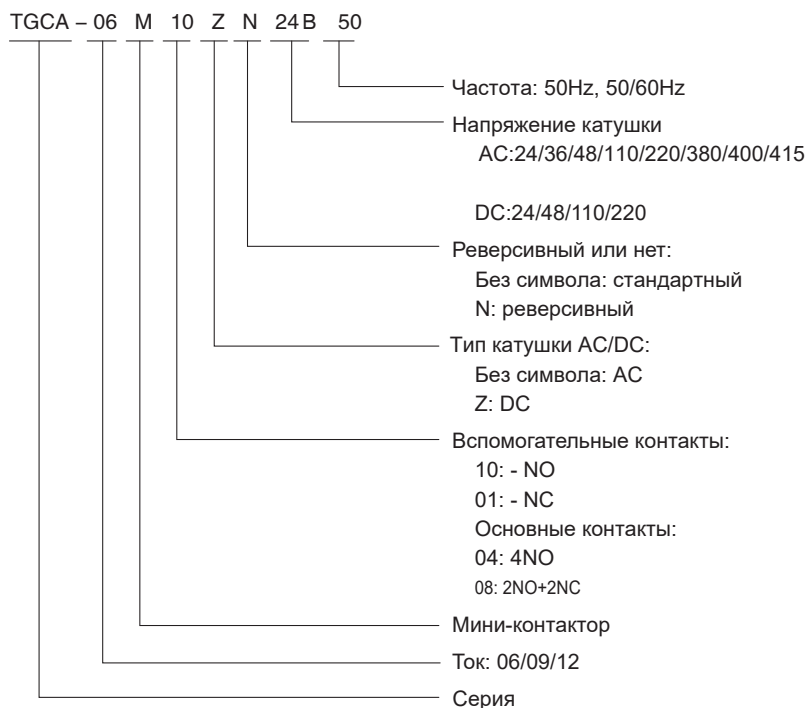 TGCA – 06 M 10 Z N 24 B 50
Частота: 50Hz, 50/60Hz
Напряжение катушки
AC:24/36/48/110/220/380/400/415
DC:24/48/110/220
Реверсивный или нет:
Без символа: стандартный
N: реверсивный
Тип катушки AC/DC:
Без символа: AC
Z: DC
Вспомогательные контакты:
10: - NO
01: - NC
Основные контакты:
04: 4NO
08: 2NO+2NC
Мини-контактор
Ток: 06/09/12
Серия